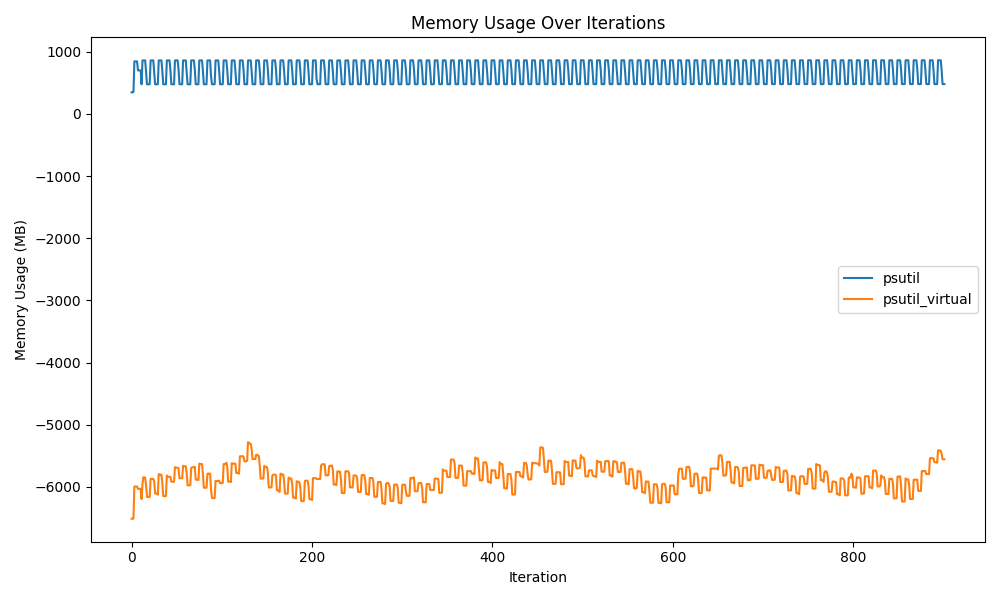 Memory Usage Over Iterations
1000
0
−1000
−2000
−3000
−4000
−5000
−6000
Memory Usage (MB)
psutil
psutil_virtual
0
200
400
600
800
Iteration